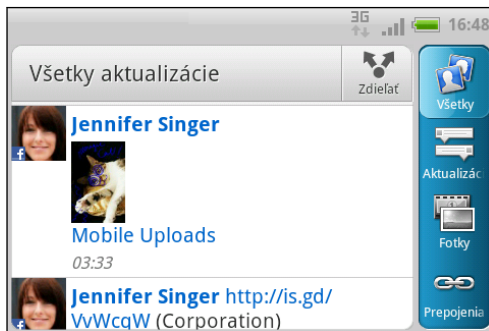 3G
16:48
Všetky aktualizácie
Zdieľať
Všetky
Aktualizác
Fotky
Prepojenia
Jennifer Singer
Mobile Uploads
03:33
Jennifer Singer http://is.gd/
VvWcqW (Corporation)